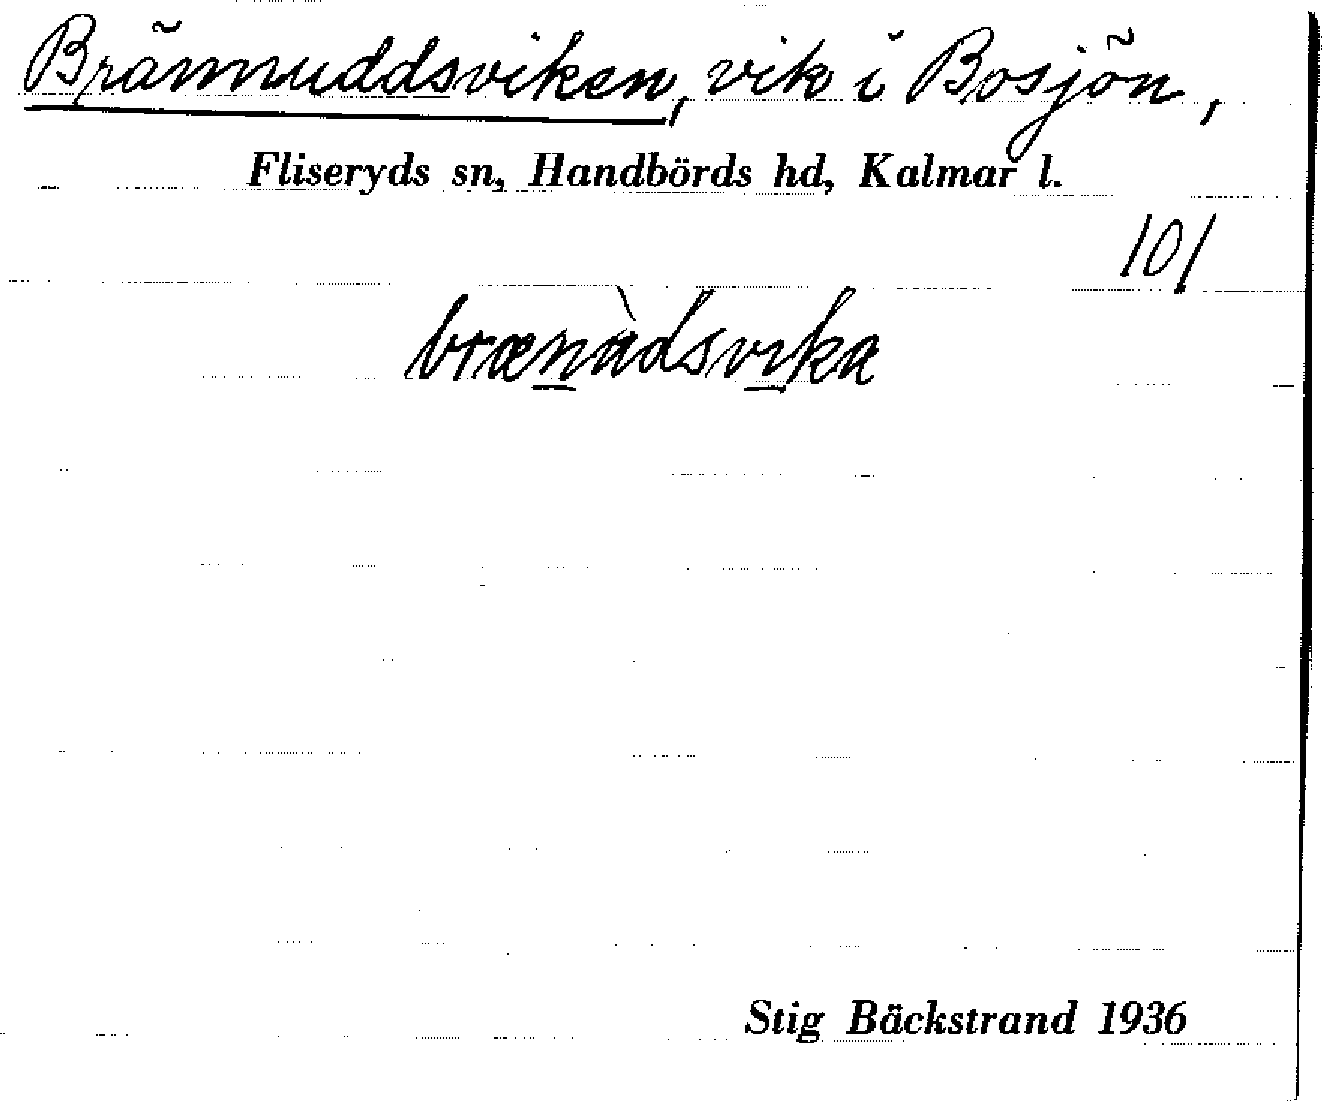 Brännuddsviken, vik i Bosjön,
Fliseryds sn, Handbörds hd, Kalmar l.
101
brænàdsvika
Stig Bäckstrand 1936